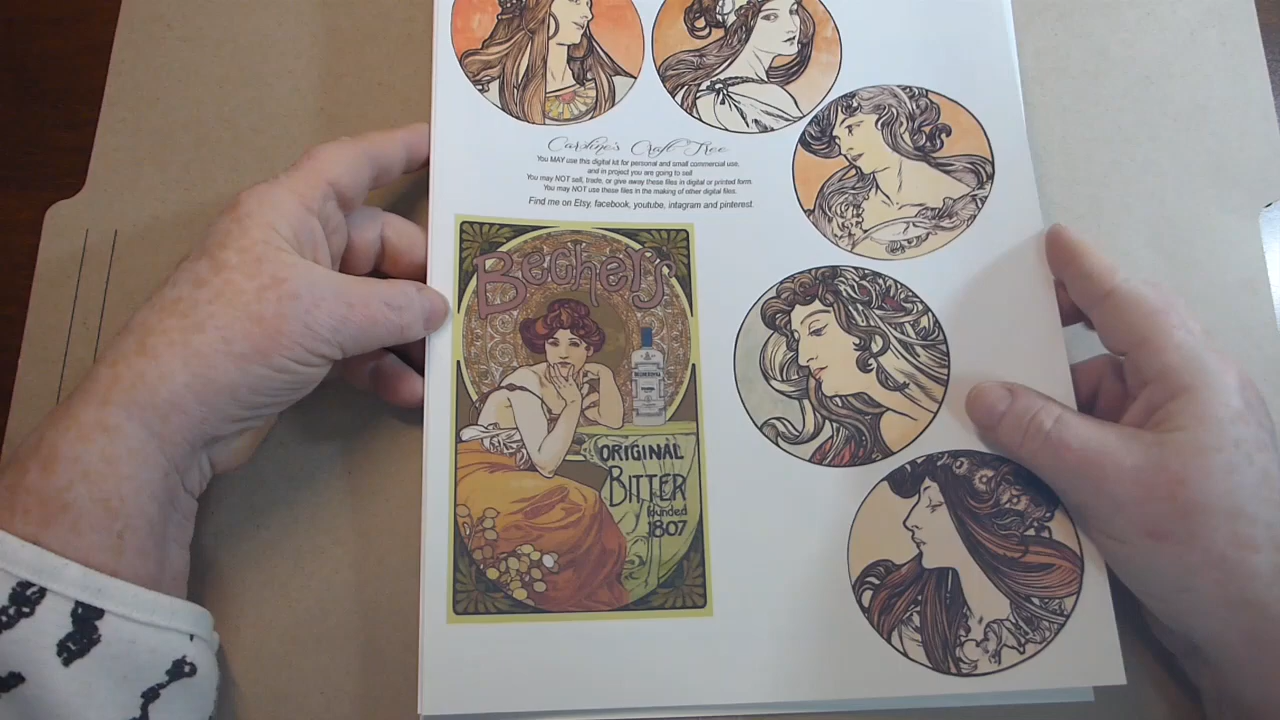 Caroline's Craft Tree
You MAY use this digital kit for personal and small commercial use,
and in project you are going to sell
You may NOT sell, trade, or give away these files in digital or printed form.
You may NOT use these files in the making of other digital files.
Find me on Etsy, facebook, youtube, intagram and pinterest.
Bechers
ORIGINAL
BITTER
founded
1807